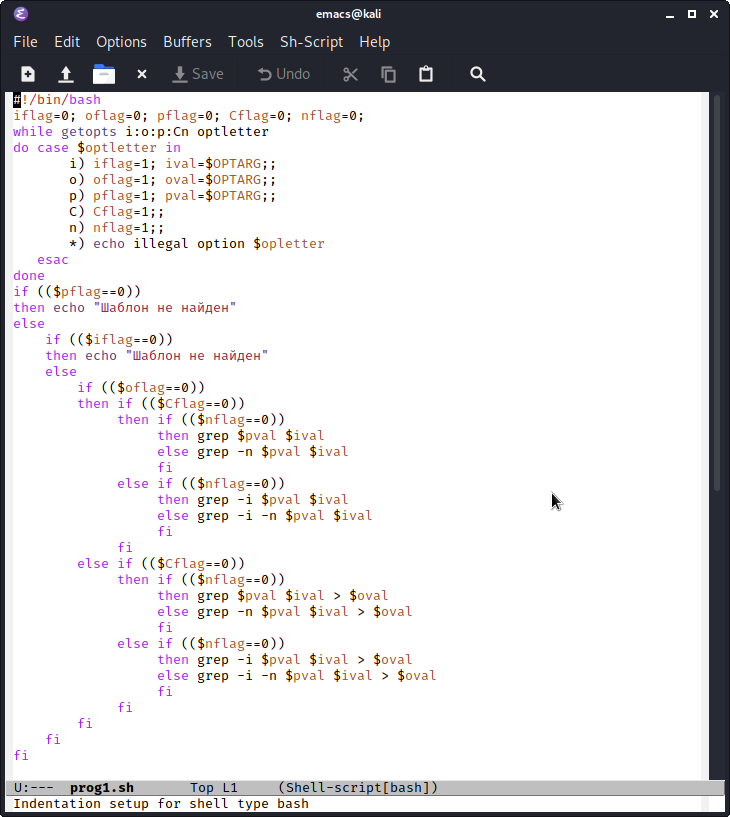 emacs@kali
File Edit Options Buffers Tools Sh-Script Help
Save Undo
#!/bin/bash
iflag=0; oflag=0; pflag=0; Cflag=0; nflag=0;
while getopts i:o:p:Cn optletter
do case $optletter in
       i) iflag=1; ival=$OPTARG;;
       o) oflag=1; oval=$OPTARG;;
       p) pflag=1; pval=$OPTARG;;
       C) Cflag=1;;
       n) nflag=1;;
       *) echo illegal option $opletter
   esac
done
if (($pflag==0))
then echo "Шаблон не найден"
else
    if (($iflag==0))
    then echo "Шаблон не найден"
    else
        if (($oflag==0))
        then if (($Cflag==0))
             then if (($nflag==0))
                  then grep $pval $ival
                  else grep -n $pval $ival
                  fi
             else if (($nflag==0))
                  then grep -i $pval $ival
                  else grep -i -n $pval $ival
                  fi
             fi
        else if (($Cflag==0))
             then if (($nflag==0))
                  then grep $pval $ival > $oval
                  else grep -n $pval $ival > $oval
                  fi
             else if (($nflag==0))
                  then grep -i $pval $ival > $oval
                  else grep -i -n $pval $ival > $oval
                  fi
             fi
        fi
    fi
fi
U:--- prog1.sh Top L1 (Shell-script[bash])
Indentation setup for shell type bash